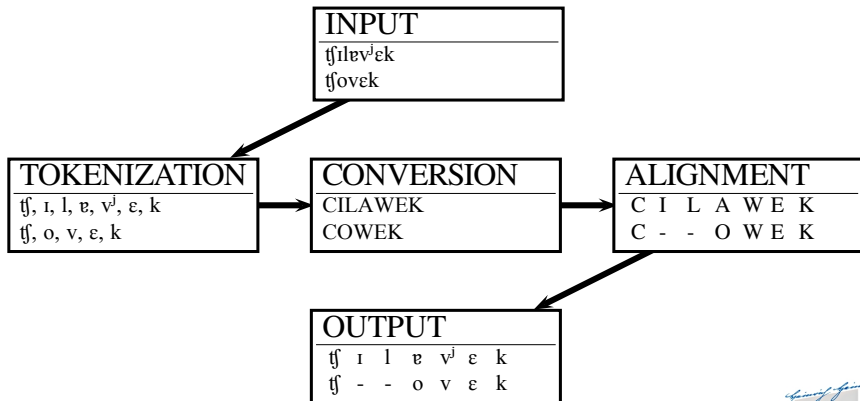 INPUT
ʧɪlɐvʲɛk
ʧovɛk
TOKENIZATION
ʧ, ɪ, l, ɐ, vʲ, ɛ, k
ʧ, o, v, ɛ, k
CONVERSION
CILAWEK
COWEK
ALIGNMENT
C I L A W E K
C - - O W E K
OUTPUT
ʧ ɪ l ɐ vʲ ɛ k
ʧ - - o v ɛ k